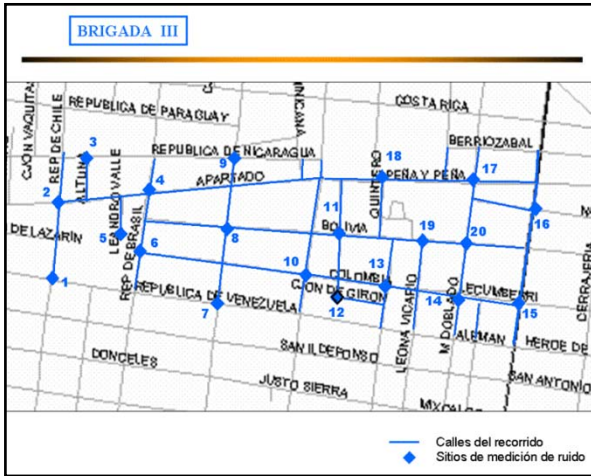 BRIGADA III
COSTA RICA
REPUBLICA DE PARAGUAY
CJON VAQUITA
REP DE CHILE
3
ALTUNA
LEANDRO VALLE
REPUBLICA DE NICARAGUA
9
NICANA
BERRIOZABAL
18
PEÑA Y PEÑA
17
2
4
APARTADO
QUINTERO
11
16
DE LAZARIN
5
REP DE BRASIL
6
8
BOLIVIA
19
20
1
10
COLOMBIA
13
CJON DE GIRON
LECUMBERRI
CERRAJERIA
REPUBLICA DE VENEZUELA
7
12
LEONA VICARIO
14
M DOBLADO
15
ALEMAN
HEROE DE
DONCELES
SAN ILDEFONSO
SAN ANTONIO
JUSTO SIERRA
MIXCALCO
Calles del recorrido
Sitios de medición de ruido